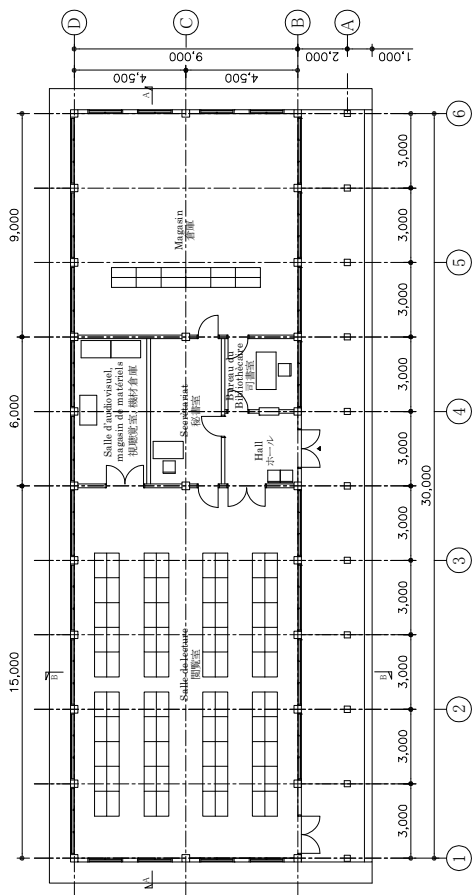 D
C
B
A
9,000
2,000
1,000
4,500
4,500
A
9,000
6,000
15,000
Magasin
倉庫
Salle d'audiovisuel,
magasin de matériels
視聴覚室, 機材倉庫
Secrétariat
秘書室
Bureau du
Bibliothécaire
司書室
Hall
ホール
Salle de lecture
閲覧室
B
B
A
3,000
3,000
3,000
3,000
3,000
3,000
3,000
3,000
3,000
3,000
30,000
6
5
4
3
2
1